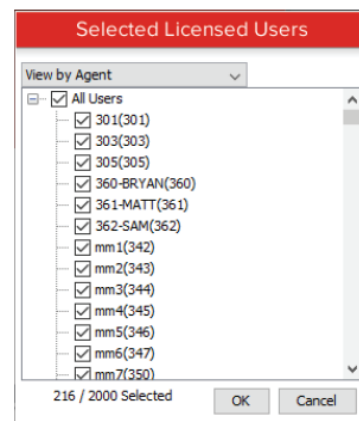 Selected Licensed Users
View by Agent
All Users
301(301)
303(303)
305(305)
360-BRYAN(360)
361-MATT(361)
362-SAM(362)
mm1(342)
mm2(343)
mm3(344)
mm4(345)
mm5(346)
mm6(347)
mm7(350)
216 / 2000 Selected
OK
Cancel